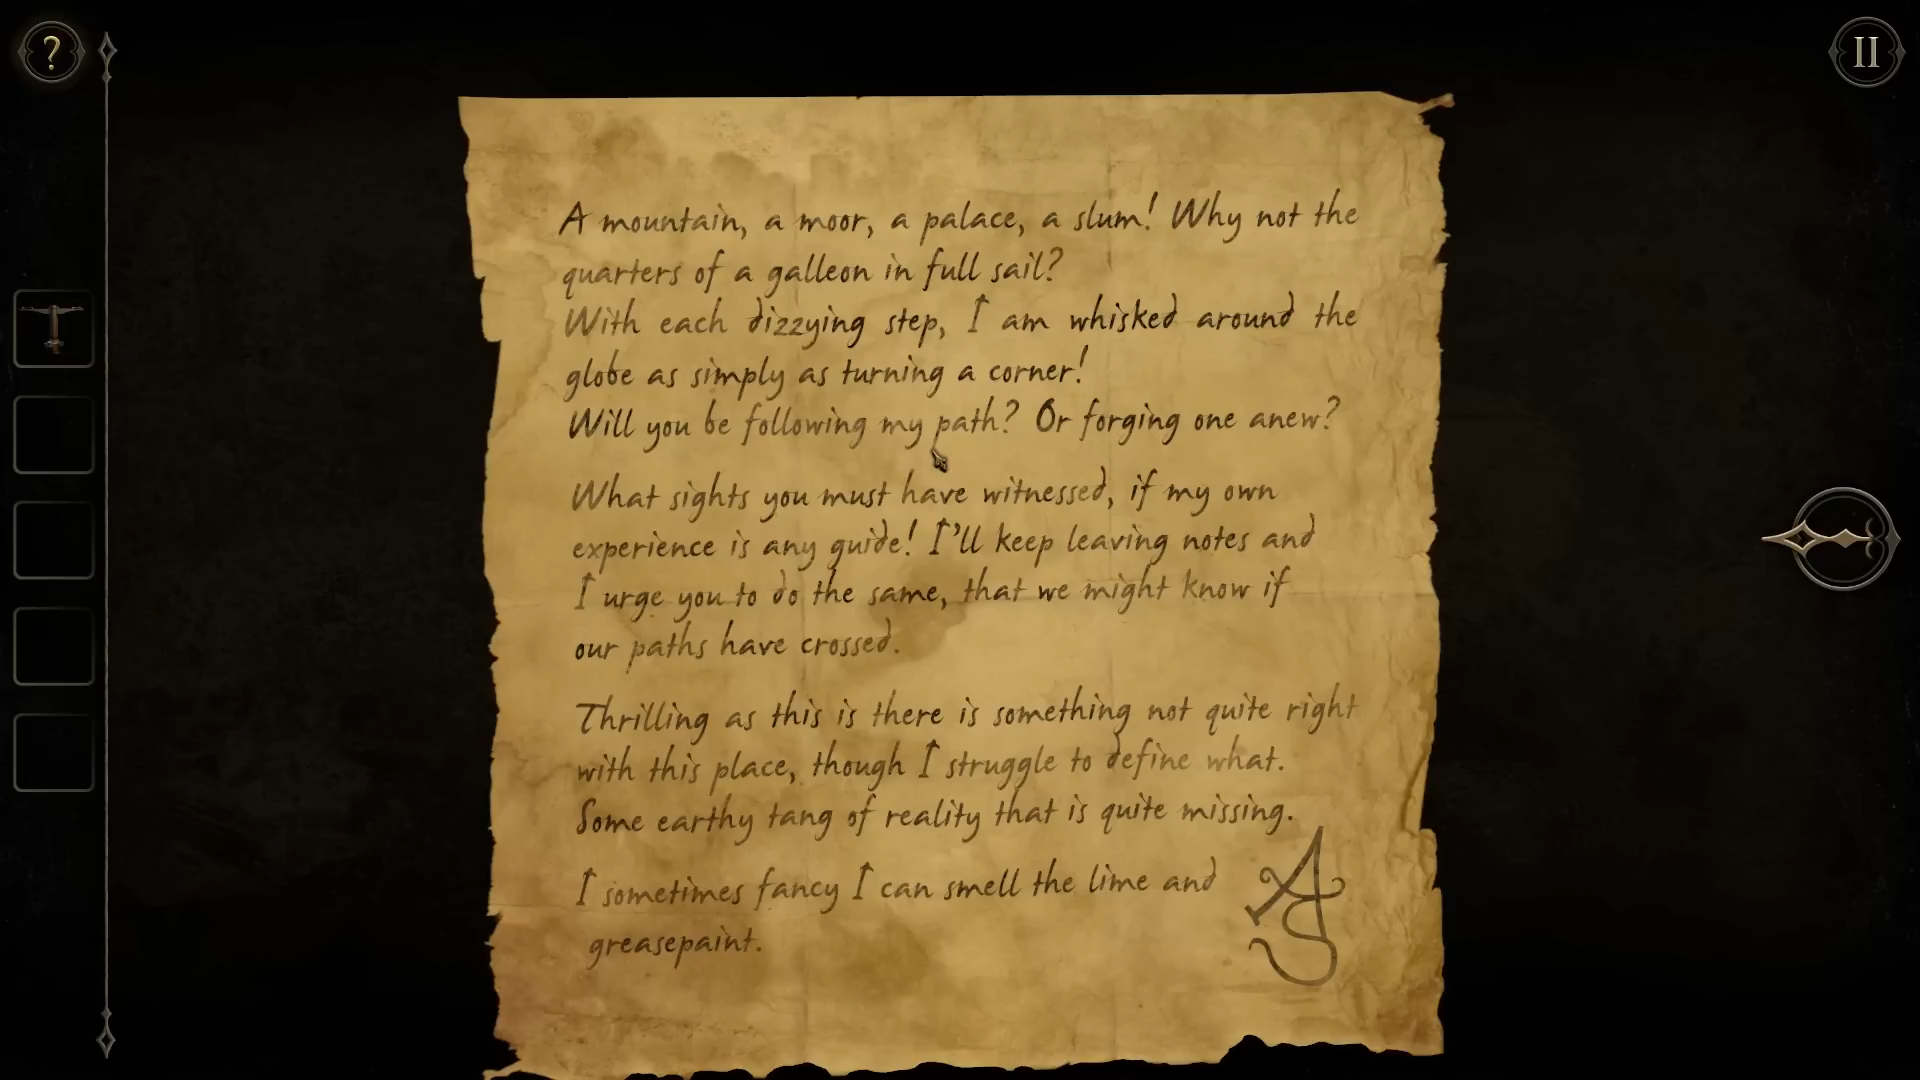 ?
II
A mountain, a moor, a palace, a slum! Why not the
quarters of a galleon in full sail?
With each dizzying step, I am whisked around the
globe as simply as turning a corner!
Will you be following my path? Or forging one anew?
What sights you must have witnessed, if my own
experience is any guide! I'll keep leaving notes and
I urge you to do the same, that we might know if
our paths have crossed.
Thrilling as this is there is something not quite right
with this place, though I struggle to define what.
Some earthy tang of reality that is quite missing.
I sometimes fancy I can smell the lime and
greasepaint.
AS